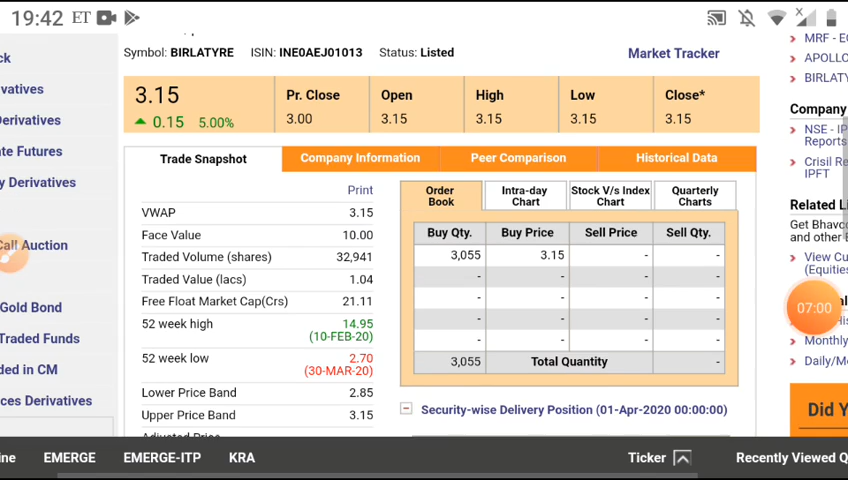 19:42 ET
Symbol: BIRLATYRE ISIN: INE0AEJ01013 Status: Listed
Market Tracker
3.15
0.15 5.00%
Pr. Close Open High Low Close*
3.00 3.15 3.15 3.15 3.15
Trade Snapshot Company Information Peer Comparison Historical Data
Print
VWAP 3.15
Face Value 10.00
Traded Volume (shares) 32,941
Traded Value (lacs) 1.04
Free Float Market Cap(Crs) 21.11
52 week high 14.95
(10-FEB-20)
52 week low 2.70
(30-MAR-20)
Lower Price Band 2.85
Upper Price Band 3.15
Order Book
Intra-day Chart
Stock V/s Index Chart
Quarterly Charts
Buy Qty. Buy Price Sell Price Sell Qty.
3,055 3.15 - -
- - - -
- - - -
- - - -
- - - -
3,055 Total Quantity -
Security-wise Delivery Position (01-Apr-2020 00:00:00)
ck
vatives
Derivatives
te Futures
y Derivatives
Call Auction
Gold Bond
Traded Funds
ded in CM
ces Derivatives
MRF - E
APOLLO
BIRLATY
Company
NSE - IP
Reports
Crisil Re
IPFT
Related Li
Get Bhavco
and other
View Cu
(Equities
07:00
Monthly
Daily/Mo
Did Y
ine EMERGE EMERGE-ITP KRA Ticker Recently Viewed Q